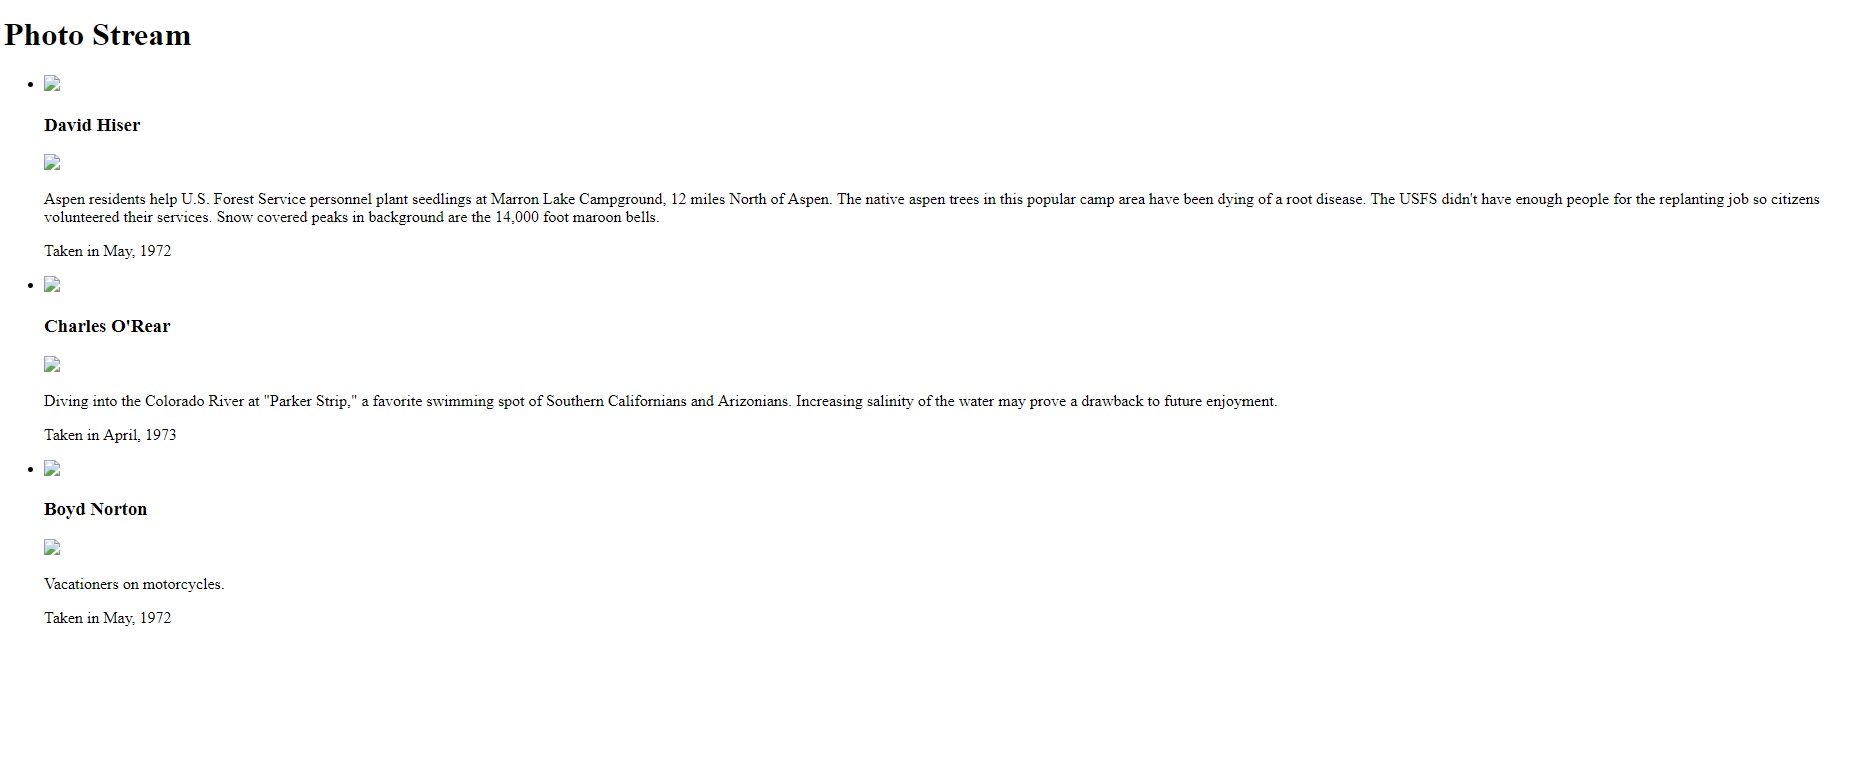 Photo Stream
David Hiser
Aspen residents help U.S. Forest Service personnel plant seedlings at Marron Lake Campground, 12 miles North of Aspen. The native aspen trees in this popular camp area have been dying of a root disease. The USFS didn't have enough people for the replanting job so citizens
volunteered their services. Snow covered peaks in background are the 14,000 foot maroon bells.
Taken in May, 1972
Charles O'Rear
Diving into the Colorado River at "Parker Strip," a favorite swimming spot of Southern Californians and Arizonians. Increasing salinity of the water may prove a drawback to future enjoyment.
Taken in April, 1973
Boyd Norton
Vacationers on motorcycles.
Taken in May, 1972